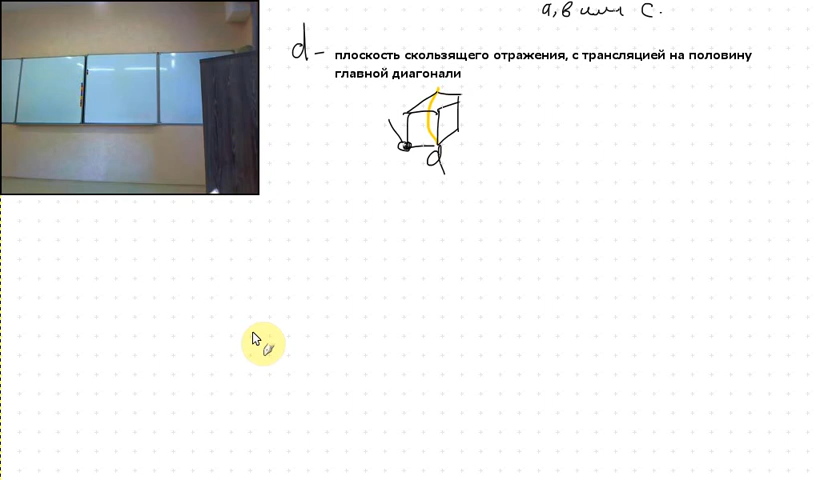 а, в или с.
d - плоскость скользящего отражения, с трансляцией на половину
главной диагонали
d